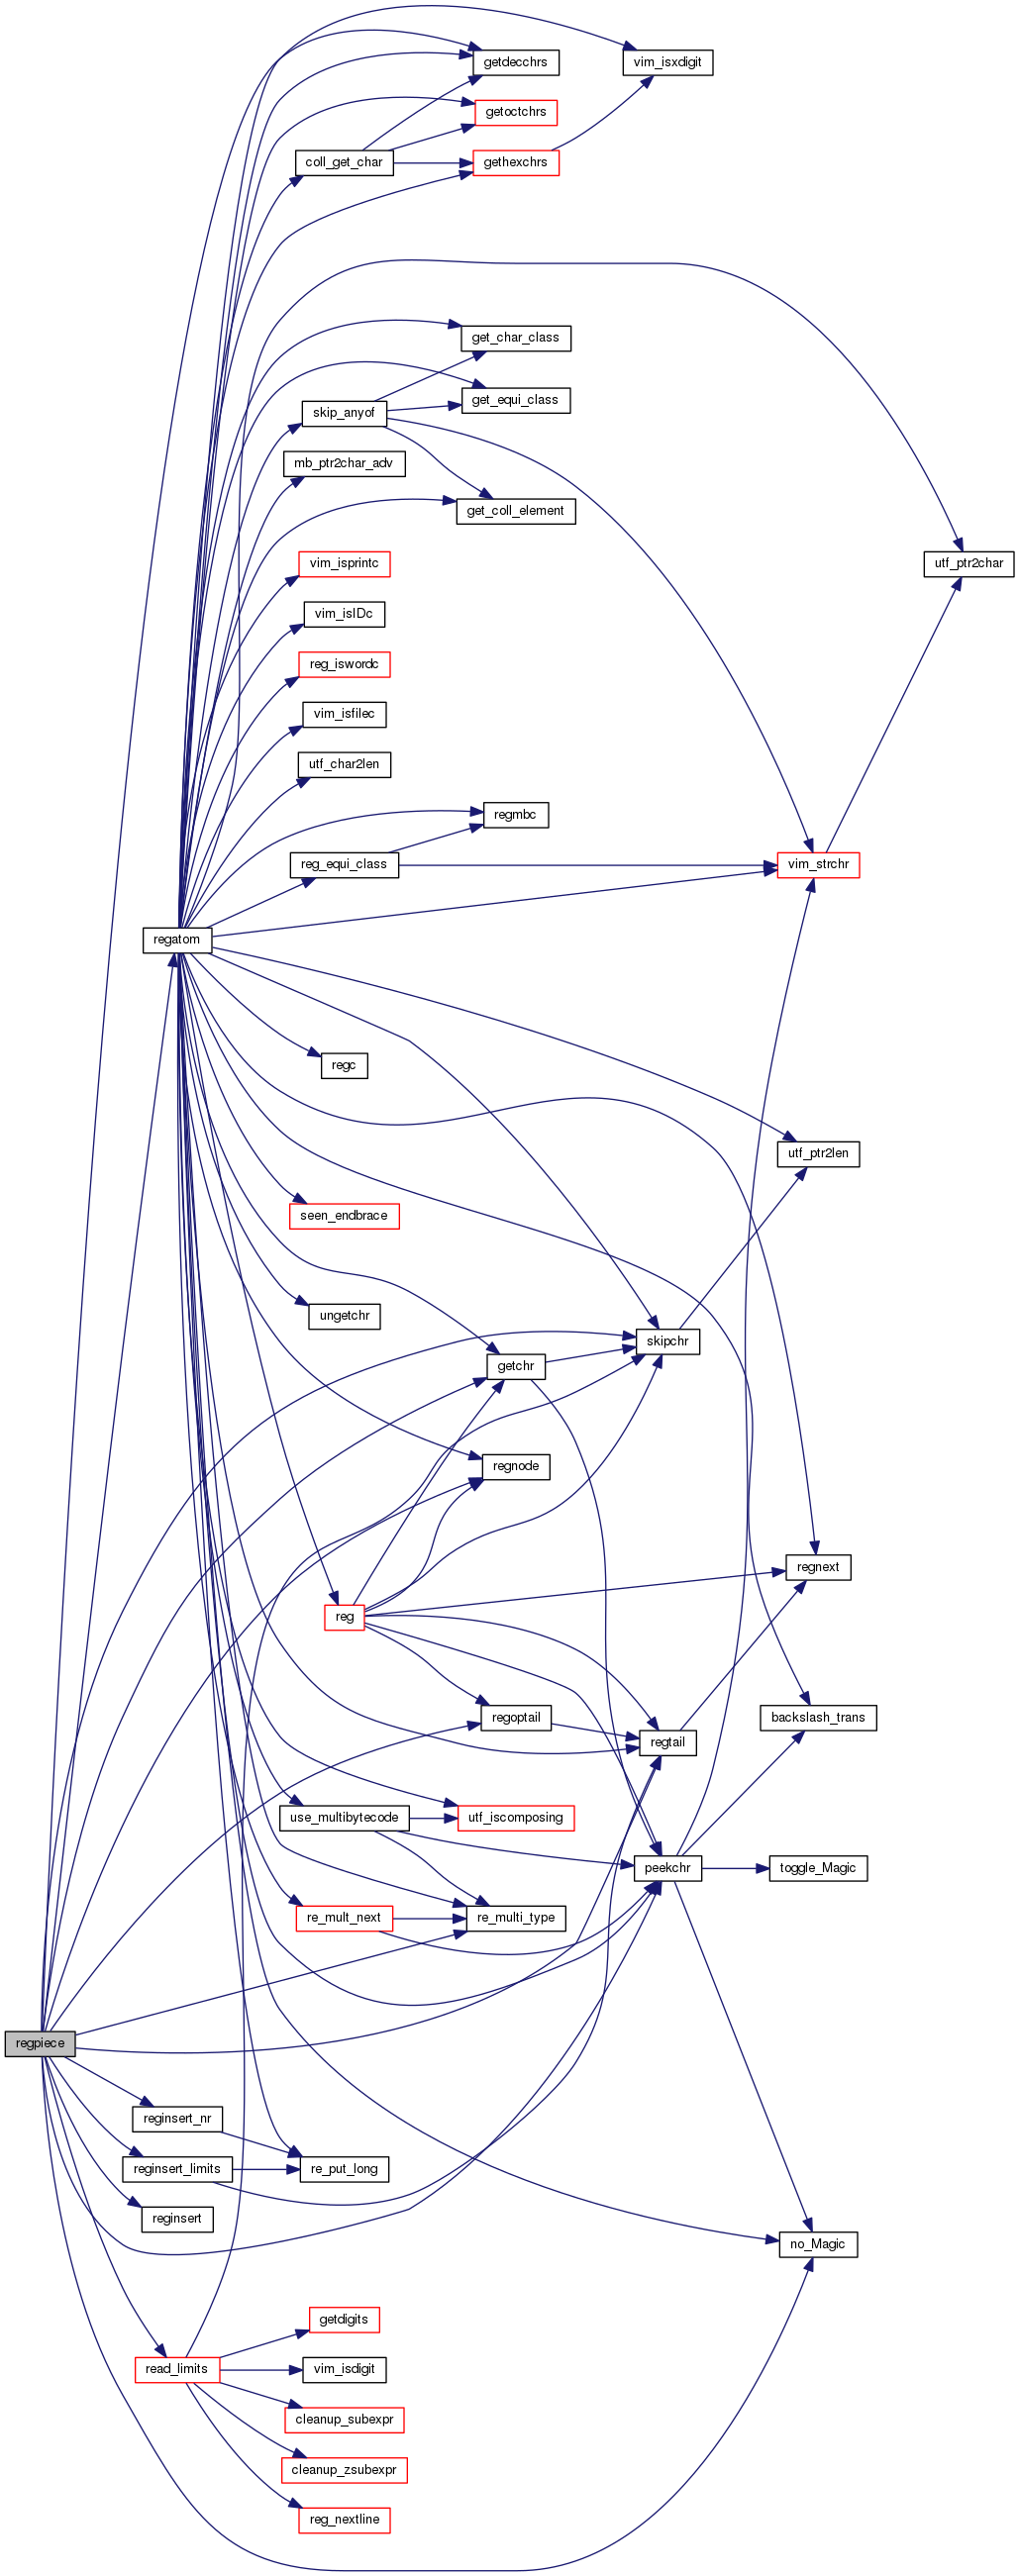 getdecchrs
vim_isxdigit
getoctchrs
coll_get_char
gethexchrs
get_char_class
get_equi_class
skip_anyof
mb_ptr2char_adv
get_coll_element
vim_isprintc
utf_ptr2char
vim_isIDc
reg_iswordc
vim_isfilec
utf_char2len
regmbc
reg_equi_class
vim_strchr
regatom
regc
utf_ptr2len
seen_endbrace
ungetchr
skipchr
getchr
regnode
regnext
reg
regoptail
backslash_trans
regtail
use_multibytecode
utf_iscomposing
peekchr
toggle_Magic
re_mult_next
re_multi_type
regpiece
reginsert_nr
reginsert_limits
re_put_long
reginsert
no_Magic
getdigits
read_limits
vim_isdigit
cleanup_subexpr
cleanup_zsubexpr
reg_nextline